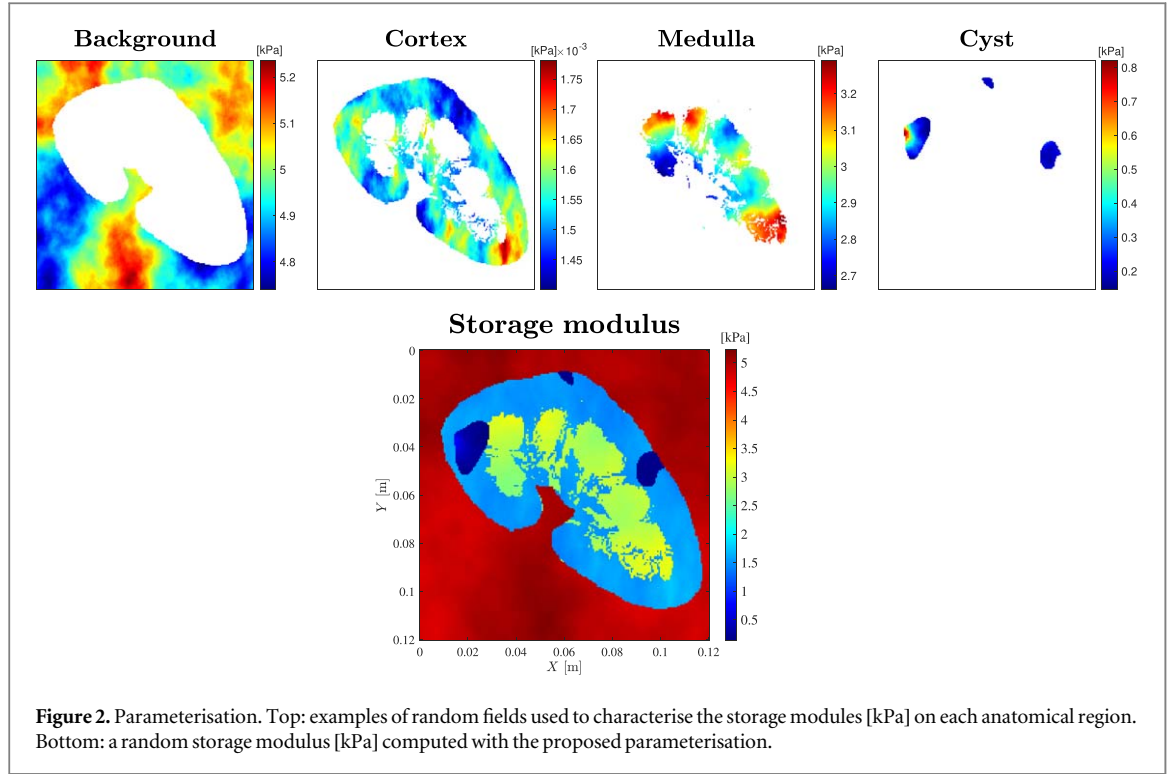 Background
Cortex
Medulla
Cyst
[kPa]
5.2
5.1
5
4.9
4.8
[kPa]×10⁻³
1.75
1.7
1.65
1.6
1.55
1.5
1.45
[kPa]
3.2
3.1
3
2.9
2.8
2.7
[kPa]
0.8
0.7
0.6
0.5
0.4
0.3
0.2
Storage modulus
[kPa]
5
4.5
4
3.5
3
2.5
2
1.5
1
0.5
0
0.02
0.04
0.06
0.08
0.1
0.12
Y [m]
0 0.02 0.04 0.06 0.08 0.1 0.12
X [m]
Figure 2. Parameterisation. Top: examples of random fields used to characterise the storage modules [kPa] on each anatomical region.
Bottom: a random storage modulus [kPa] computed with the proposed parameterisation.